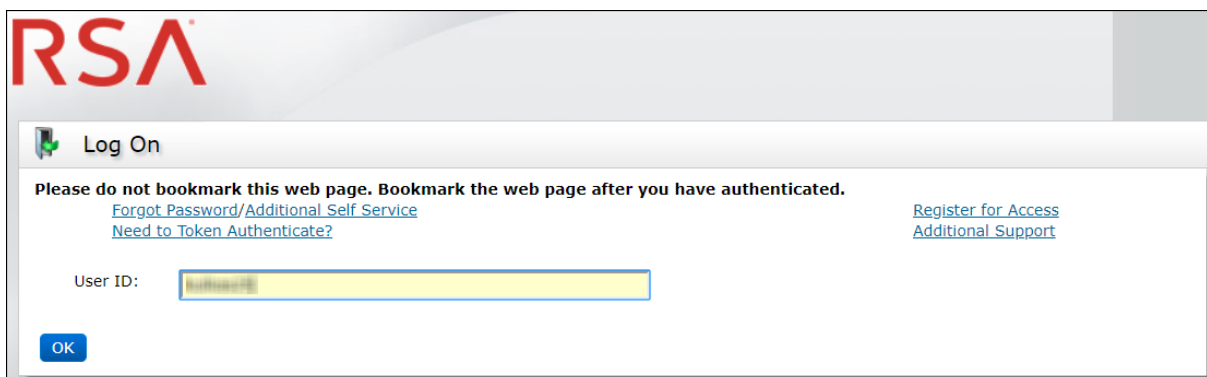 RSA
Log On
Please do not bookmark this web page. Bookmark the web page after you have authenticated.
Forgot Password/Additional Self Service
Register for Access
Need to Token Authenticate?
Additional Support
User ID:
OK